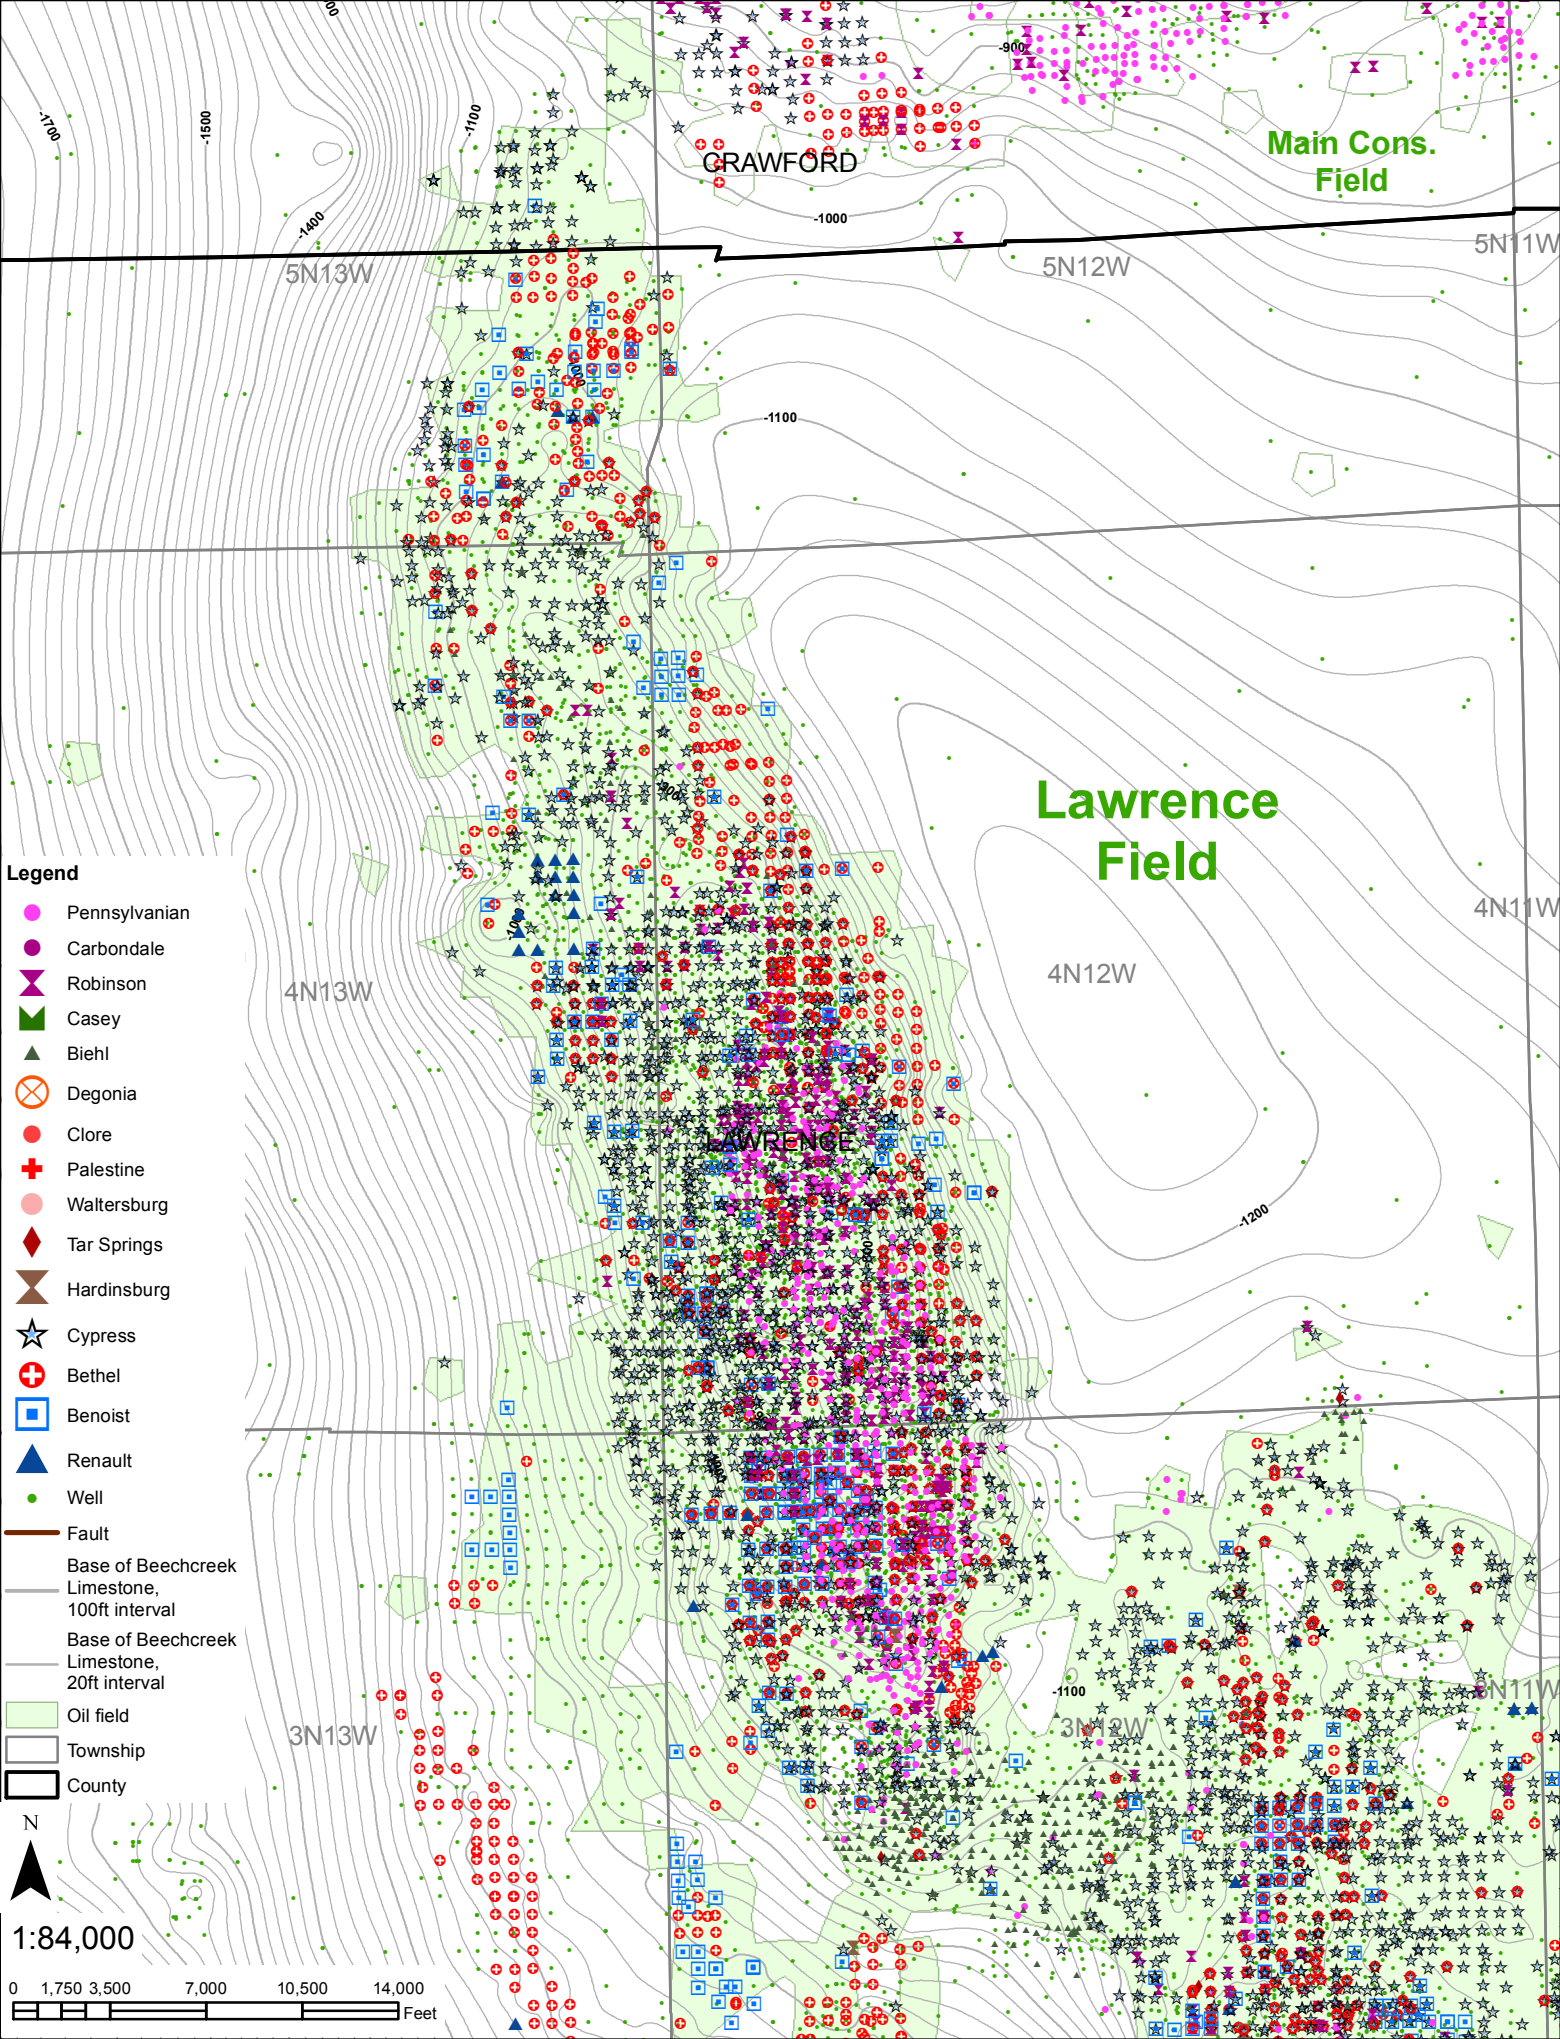 -900
-1700
-1500
-1100
Main Cons.
Field
CRAWFORD
-1400
-1000
5N13W
5N12W
5N11W
-1100
Lawrence
Field
4N13W
4N12W
4N11W
LAWRENCE
-1200
-1100
3N13W
3N12W
3N11W
Legend
Pennsylvanian
Carbondale
Robinson
Casey
Biehl
Degonia
Clore
Palestine
Waltersburg
Tar Springs
Hardinsburg
Cypress
Bethel
Benoist
Renault
Well
Fault
Base of Beechcreek
Limestone,
100ft interval
Base of Beechcreek
Limestone,
20ft interval
Oil field
Township
County
N
1:84,000
0 1,750 3,500 7,000 10,500 14,000
Feet